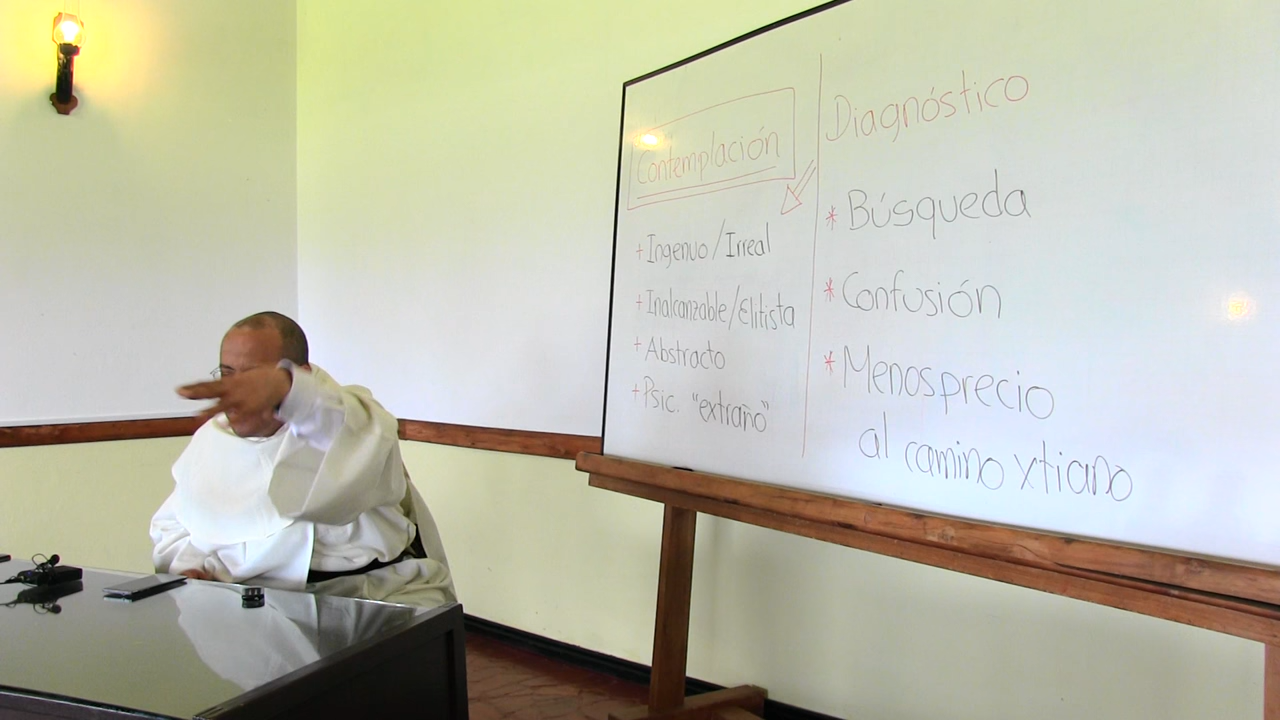 Contemplación
+ Ingenuo/Irreal
+ Inalcanzable/Elitista
+ Abstracto
+ Psic. "extraño"
Diagnóstico
* Búsqueda
* Confusión
* Menosprecio
al camino xtiano